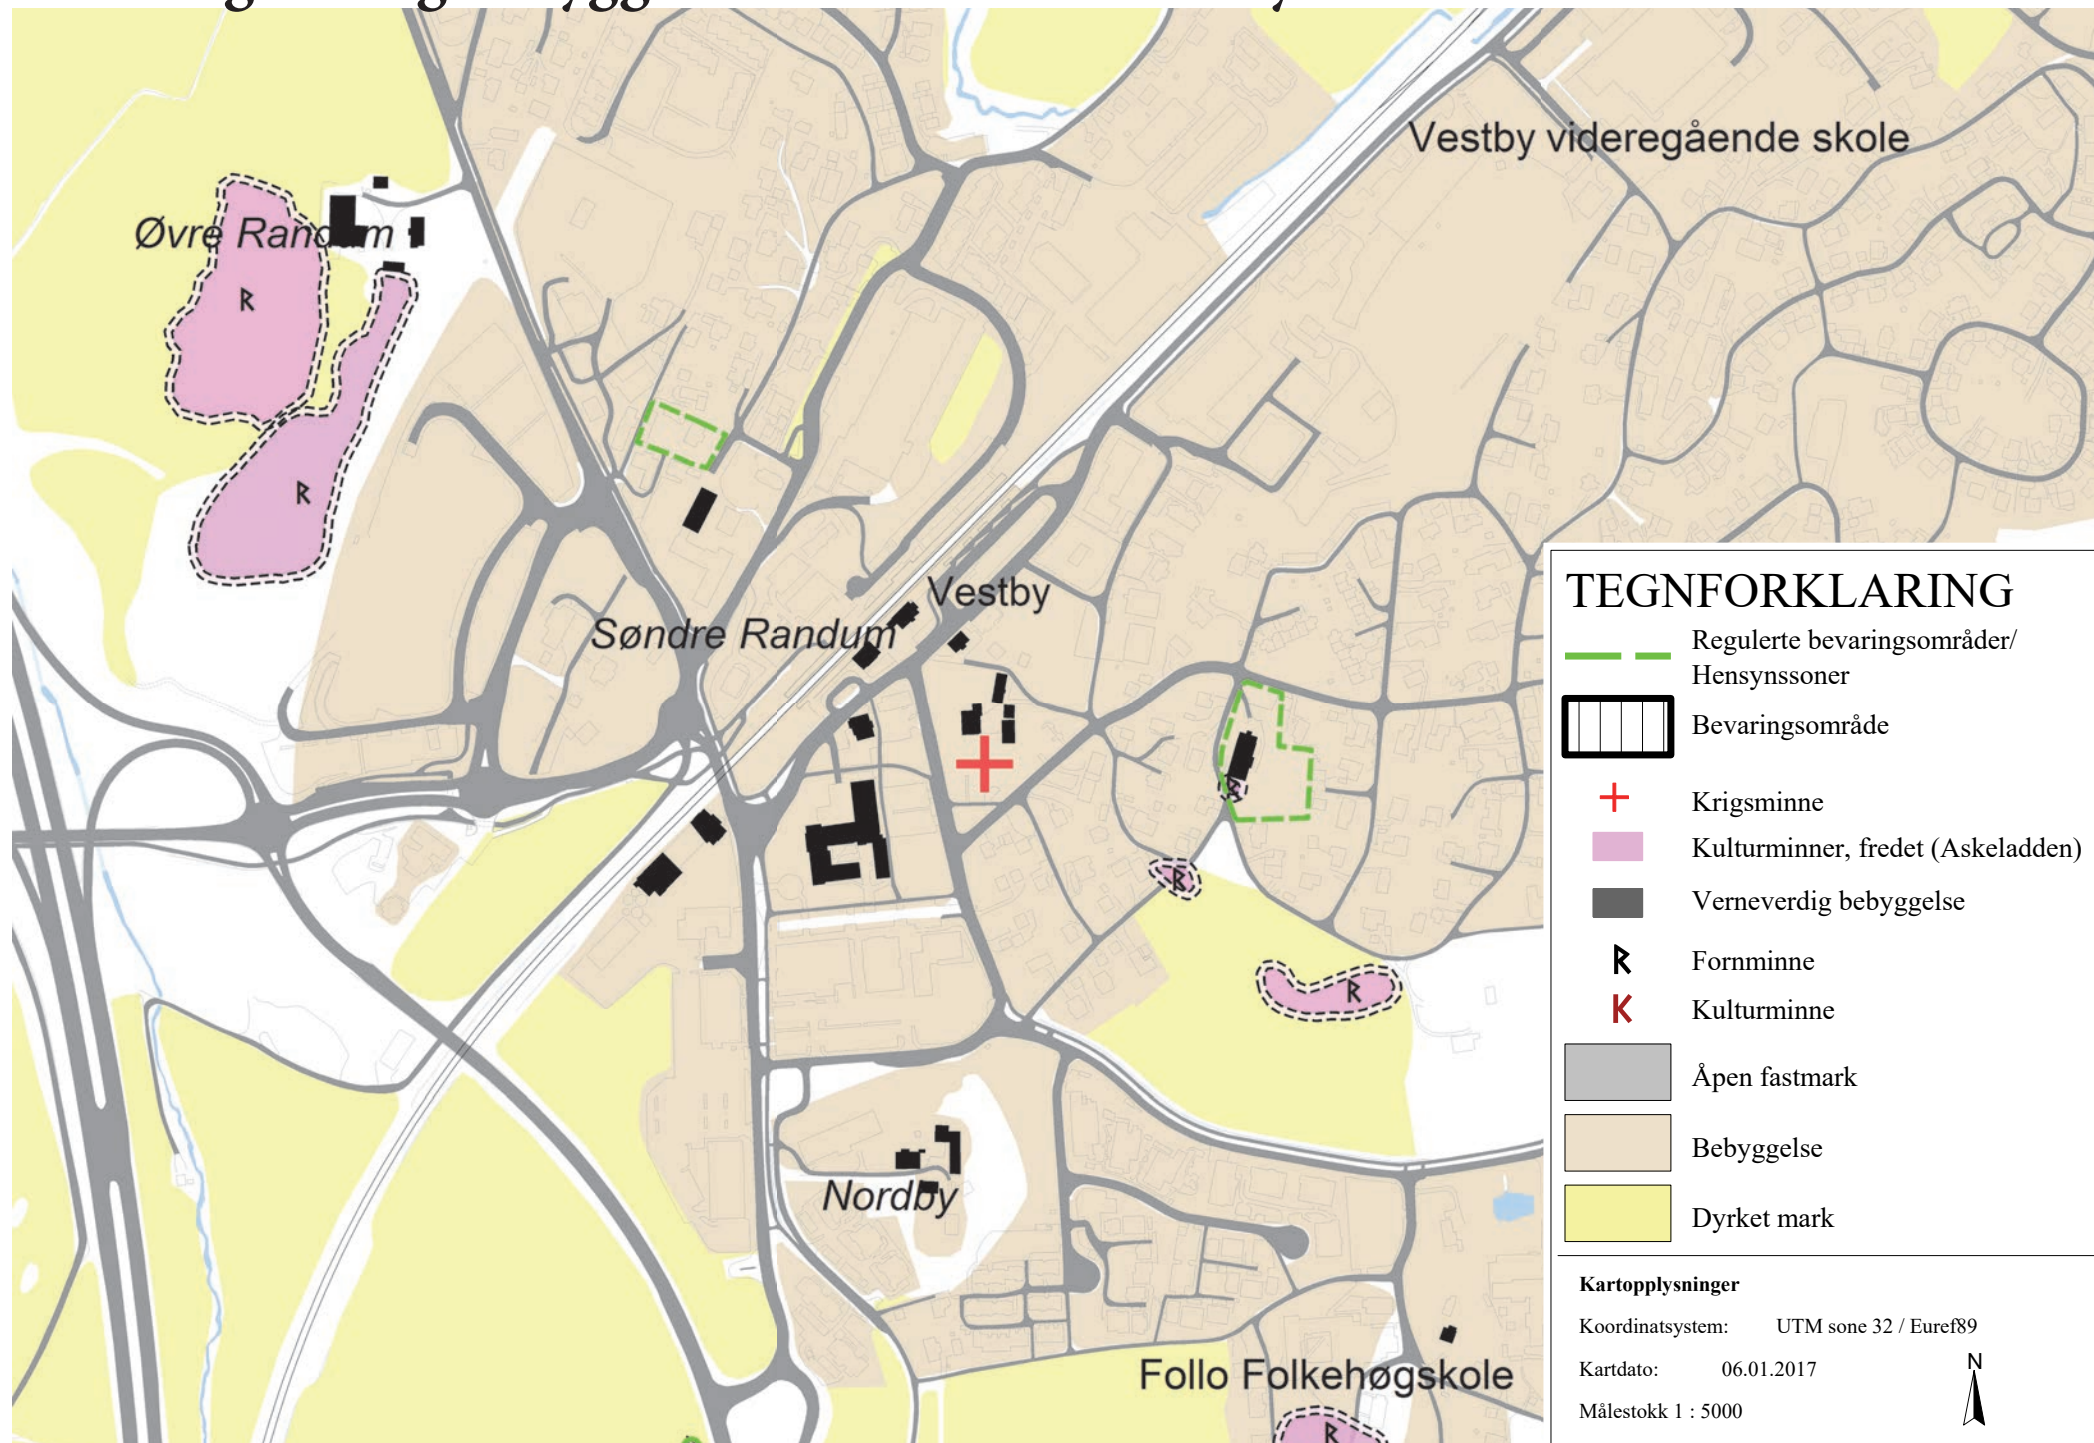 Vestby videregående skole
Øvre Randum
Vestby
Søndre Randum
Nordby
Follo Folkehøgskole
TEGNFORKLARING
Regulerte bevaringsområder/
Hensynssoner
Bevaringsområde
Krigsminne
Kulturminner, fredet (Askeladden)
Verneverdig bebyggelse
Fornminne
Kulturminne
Åpen fastmark
Bebyggelse
Dyrket mark
Kartopplysninger
Koordinatsystem: UTM sone 32 / Euref89
Kartdato: 06.01.2017
Målestokk 1 : 5000
N